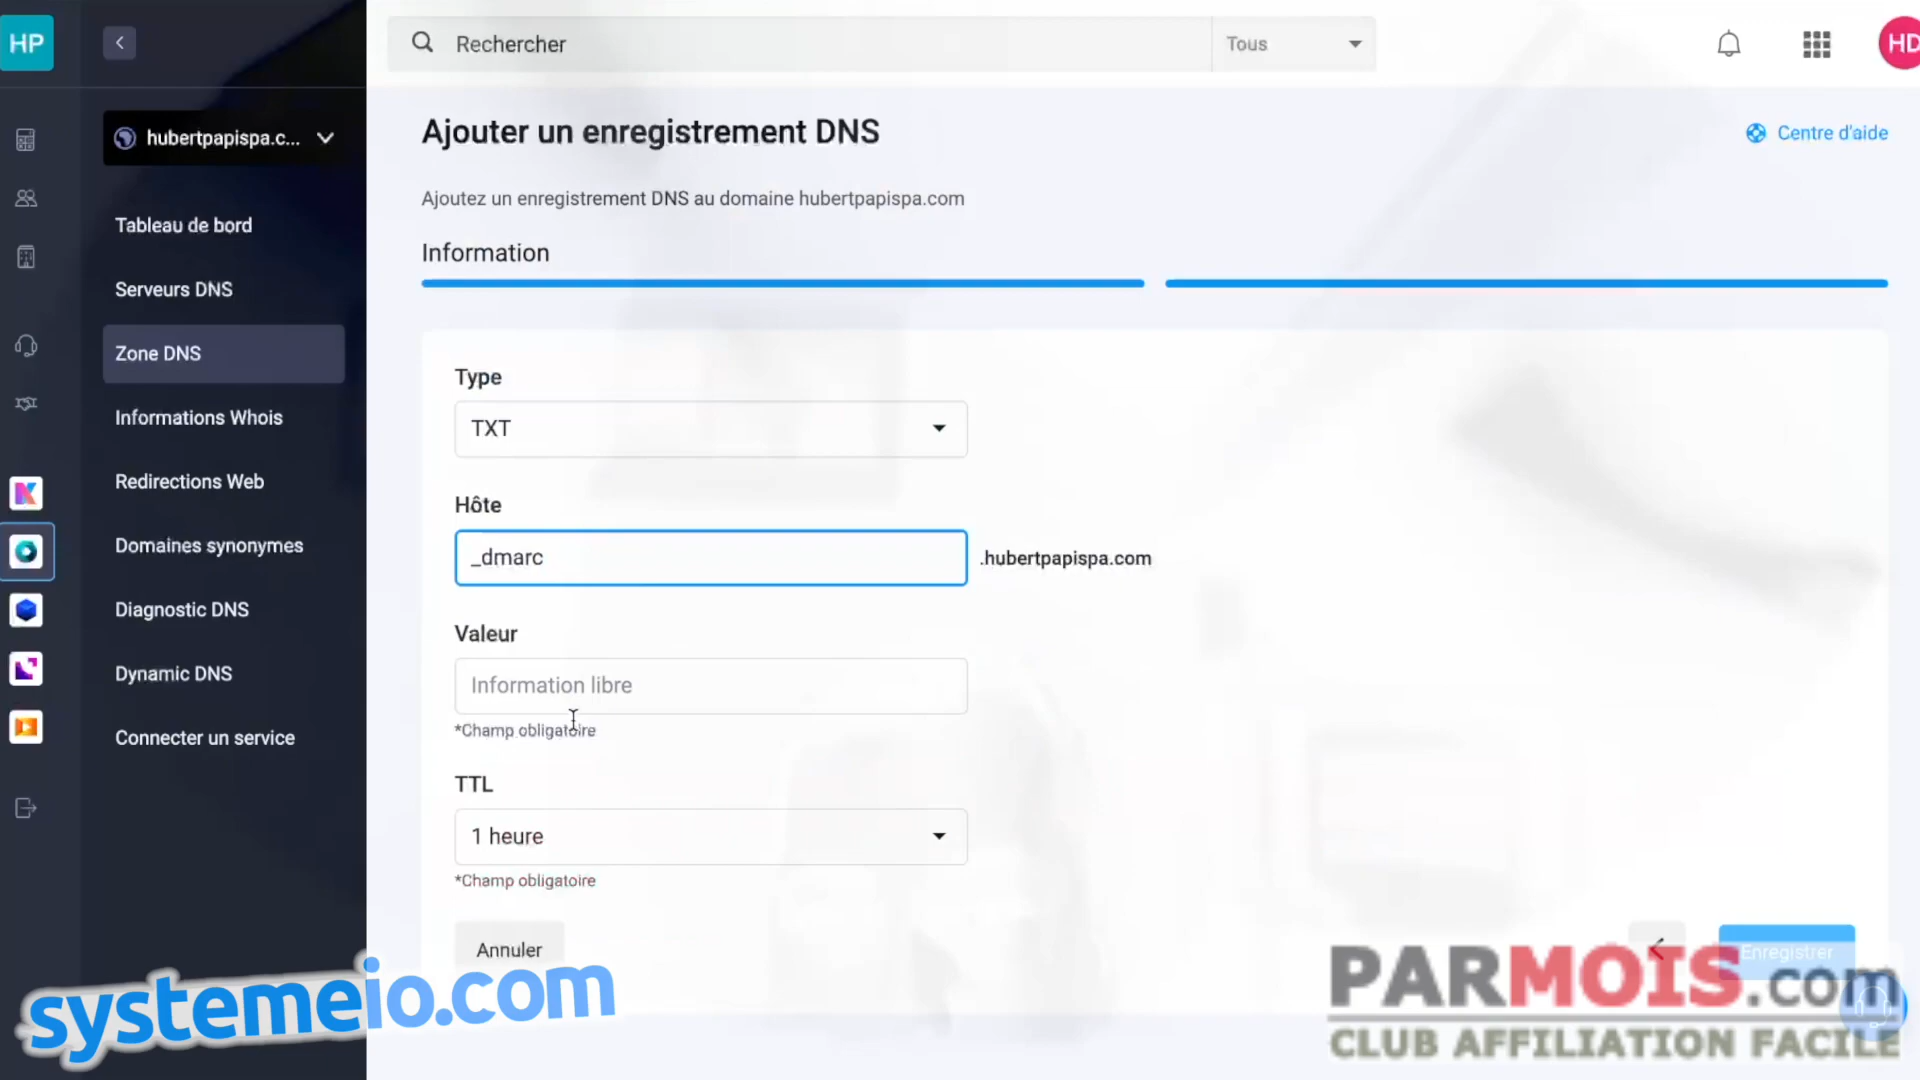 HP
Rechercher
Tous
HD
hubertpapispa.c...
Tableau de bord
Serveurs DNS
Zone DNS
Informations Whois
Redirections Web
Domaines synonymes
Diagnostic DNS
Dynamic DNS
Connecter un service
Ajouter un enregistrement DNS
Centre d'aide
Ajoutez un enregistrement DNS au domaine hubertpapispa.com
Information
Type
TXT
Hôte
_dmarc
.hubertpapispa.com
Valeur
Information libre
*Champ obligatoire
TTL
1 heure
*Champ obligatoire
Annuler
Enregistrer
systemeio.com
PARMOIS.com
CLUB AFFILIATION FACILE